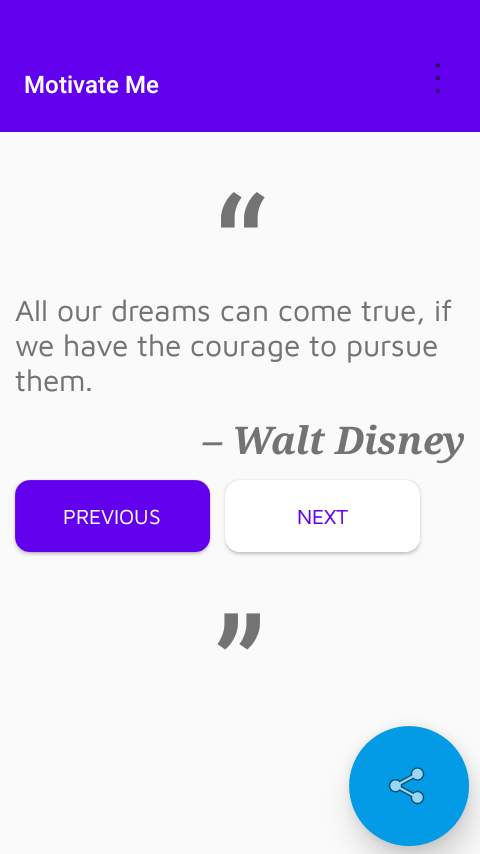 Motivate Me
“
All our dreams can come true, if
we have the courage to pursue
them.
– Walt Disney
PREVIOUS NEXT
”